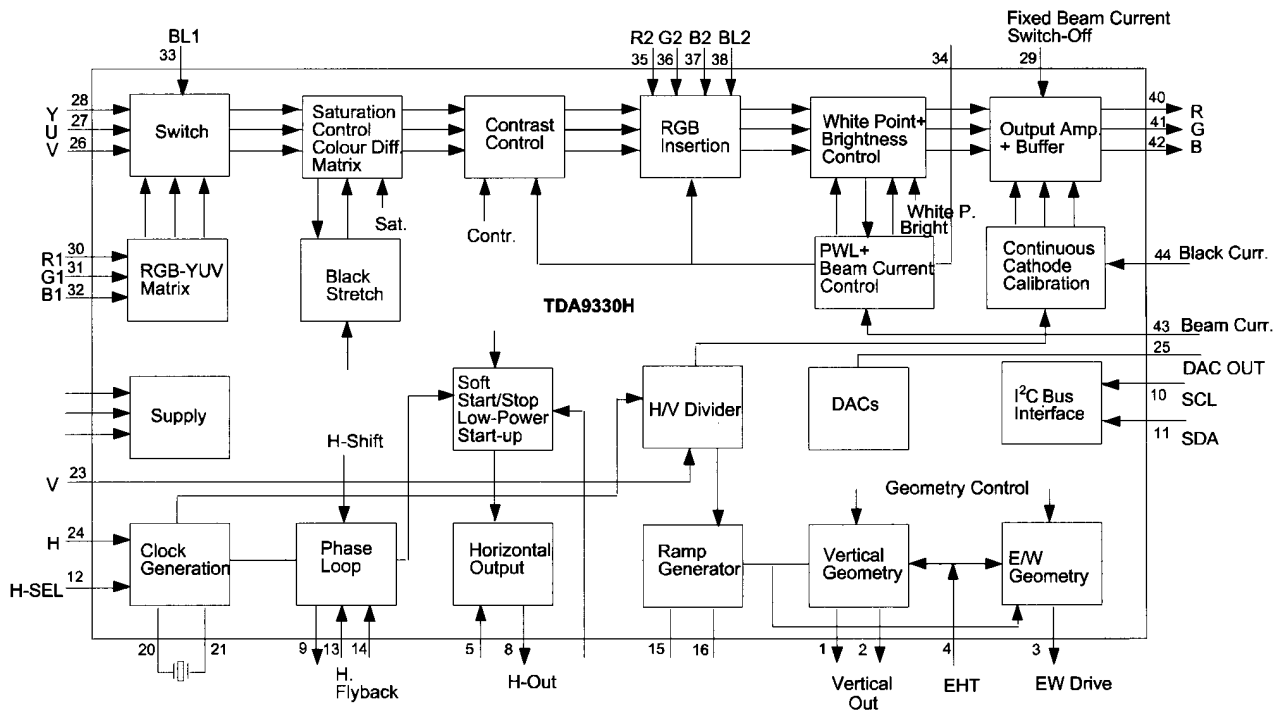 Fixed Beam Current
Switch-Off
BL1
33
R2 G2 B2 BL2
35 36 37 38
34
29
Y 28
U 27
V 26
Switch
Saturation
Control
Colour Diff.
Matrix
Contrast
Control
RGB
Insertion
White Point+
Brightness
Control
Output Amp.
+ Buffer
40 R
41 G
42 B
Sat.
Contr.
White P.
Bright
R1 30
G1 31
B1 32
RGB-YUV
Matrix
Black
Stretch
TDA9330H
PWL+
Beam Current
Control
Continuous
Cathode
Calibration
44 Black Curr.
43 Beam Curr.
25
DAC OUT
Supply
H-Shift
Soft
Start/Stop
Low-Power
Start-up
H/V Divider
DACs
I²C Bus
Interface
10 SCL
11 SDA
V 23
Geometry Control
H 24
H-SEL 12
Clock
Generation
Phase
Loop
Horizontal
Output
Ramp
Generator
Vertical
Geometry
E/W
Geometry
20 21
9 13 14
5 8
15 16
1 2
4
3
H.
Flyback
H-Out
Vertical
Out
EHT
EW Drive